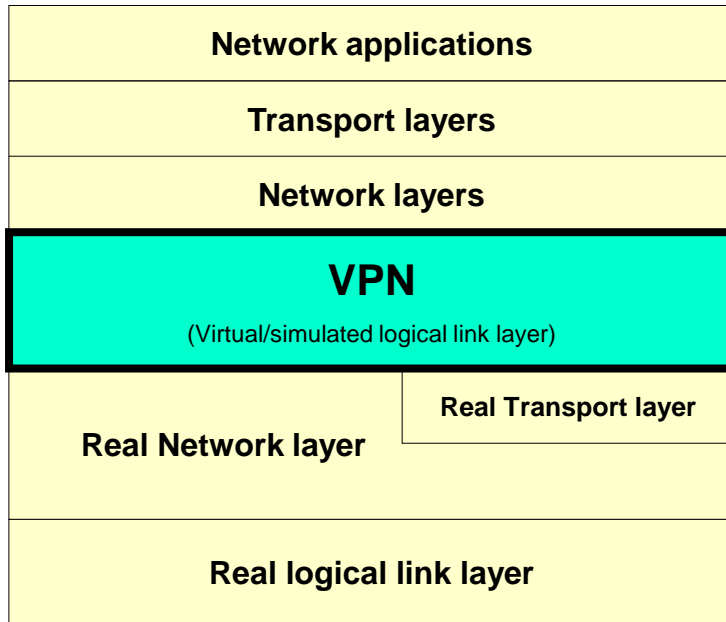 Network applications
Transport layers
Network layers
VPN
(Virtual/simulated logical link layer)
Real Transport layer
Real Network layer
Real logical link layer